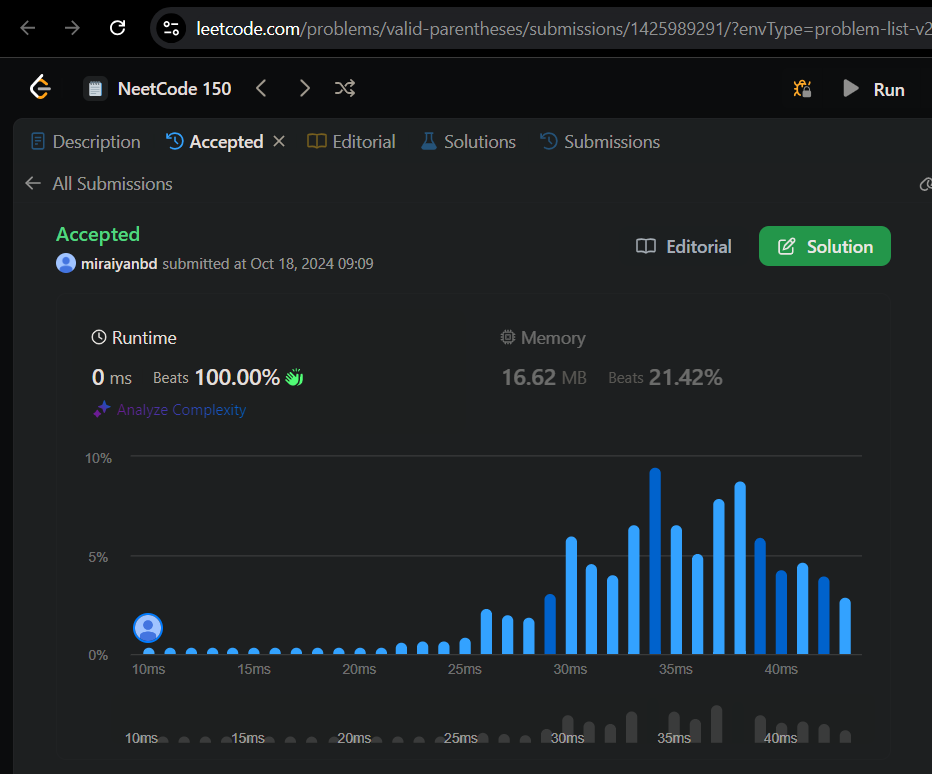 leetcode.com/problems/valid-parentheses/submissions/1425989291/?envType=problem-list-v2
NeetCode 150
Run
Description Accepted Editorial Solutions Submissions
All Submissions
Accepted
miraiyanbd submitted at Oct 18, 2024 09:09
Editorial
Solution
Runtime
0 ms Beats 100.00%
Analyze Complexity
Memory
16.62 MB Beats 21.42%
10%
5%
0%
10ms 15ms 20ms 25ms 30ms 35ms 40ms
10ms 15ms 20ms 25ms 30ms 35ms 40ms